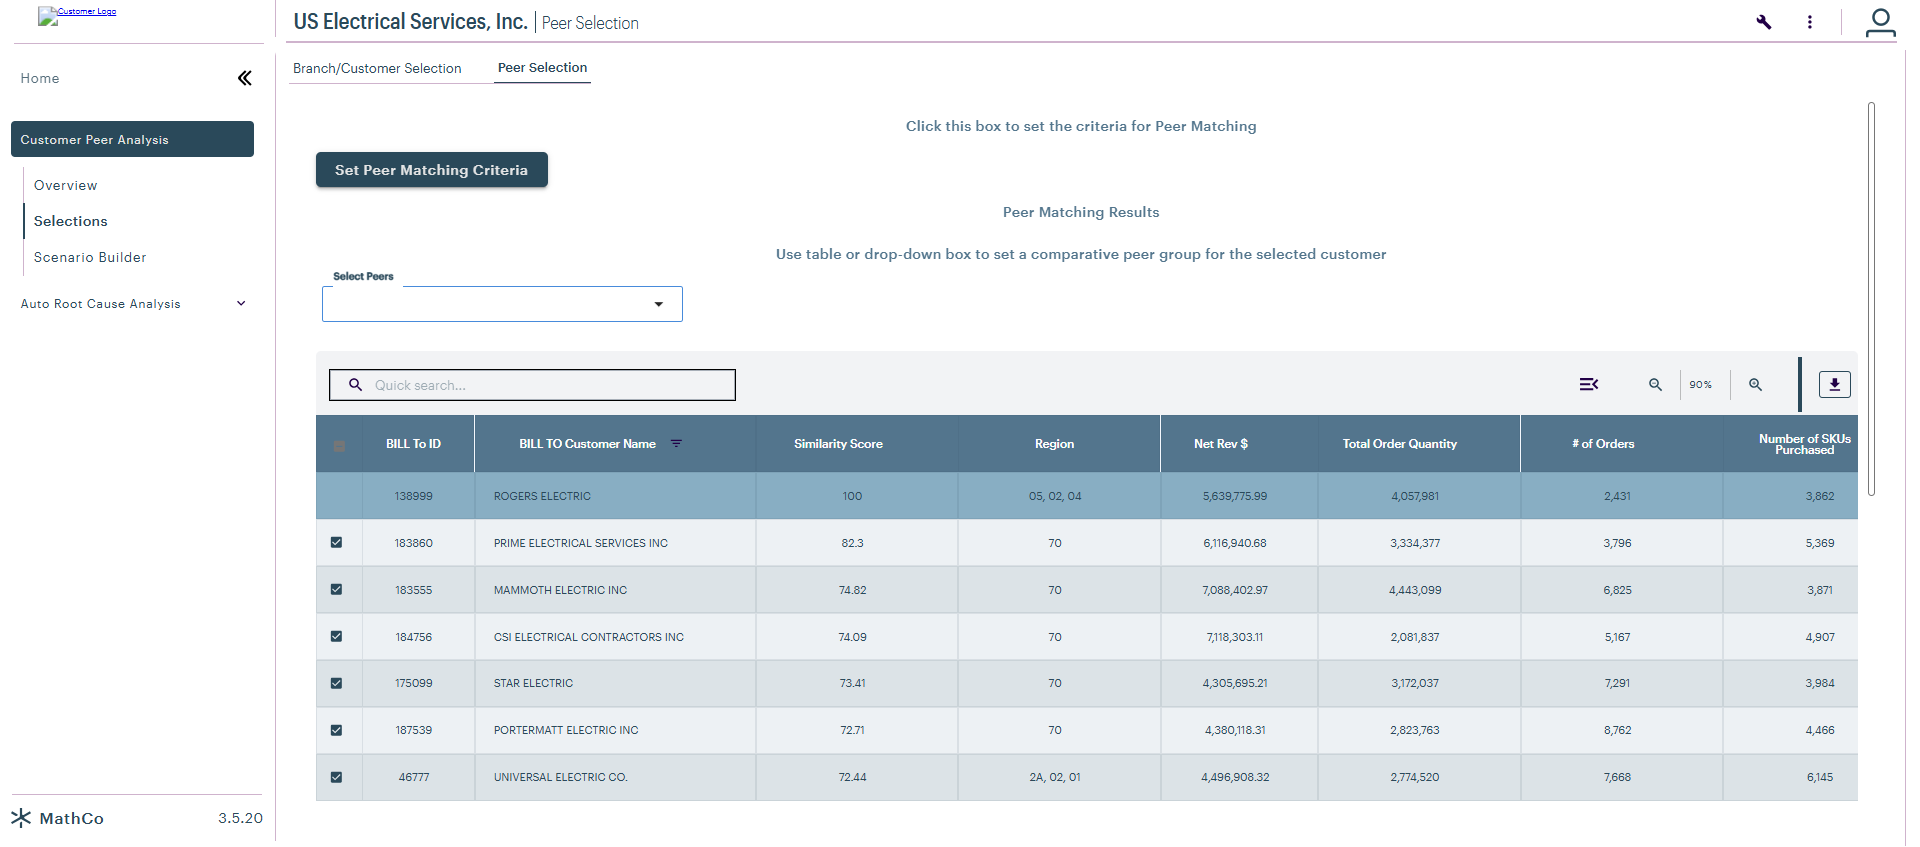 Customer Logo
US Electrical Services, Inc. | Peer Selection
Home
Branch/Customer Selection
Peer Selection
Customer Peer Analysis
Overview
Selections
Scenario Builder
Auto Root Cause Analysis
Click this box to set the criteria for Peer Matching
Set Peer Matching Criteria
Peer Matching Results
Use table or drop-down box to set a comparative peer group for the selected customer
Select Peers
Quick search...
90%
BILL To ID BILL TO Customer Name Similarity Score Region Net Rev $ Total Order Quantity # of Orders Number of SKUs Purchased
138999 ROGERS ELECTRIC 100 05, 02, 04 5,639,775.99 4,057,981 2,431 3,862
183860 PRIME ELECTRICAL SERVICES INC 82.3 70 6,116,940.68 3,334,377 3,796 5,369
183555 MAMMOTH ELECTRIC INC 74.82 70 7,088,402.97 4,443,099 6,825 3,871
184756 CSI ELECTRICAL CONTRACTORS INC 74.09 70 7,118,303.11 2,081,837 5,167 4,907
175099 STAR ELECTRIC 73.41 70 4,305,695.21 3,172,037 7,291 3,984
187539 PORTERMATT ELECTRIC INC 72.71 70 4,380,118.31 2,823,763 8,762 4,466
46777 UNIVERSAL ELECTRIC CO. 72.44 2A, 02, 01 4,496,908.32 2,774,520 7,668 6,145
MathCo
3.5.20